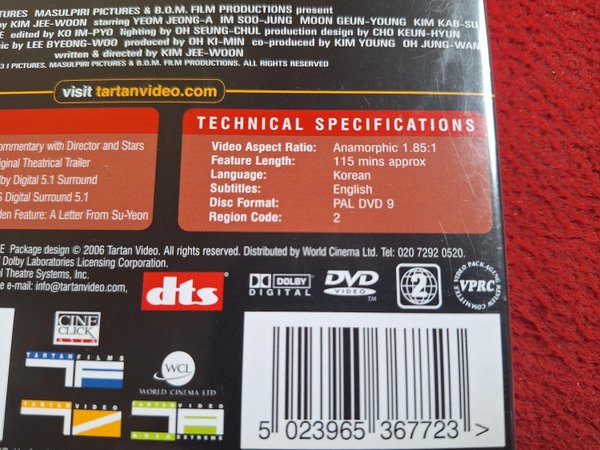 TURES MASULPIRI PICTURES & B.O.M. FILM PRODUCTIONS present
by KIM JEE-WOON starring YEOM JEONG-A IM SOO-JUNG MOON GEUN-YOUNG KIM KAB-SU
edited by KO IM-PYO lighting by OH SEUNG-CHUL production design by CHO KEUN-HYUN
sic by LEE BYEONG-WOO produced by OH KI-MIN co-produced by KIM YOUNG OH JUNG-WAN
written & directed by KIM JEE-WOON
3 I PICTURES, MASULPIRI PICTURES & B.O.M. FILM PRODUCTIONS. ALL RIGHTS RESERVED
visit tartanvideo.com
ommentary with Director and Stars
iginal Theatrical Trailer
lby Digital 5.1 Surround
S Digital Surround 5.1
den Feature: A Letter From Su-Yeon
TECHNICAL SPECIFICATIONS
Video Aspect Ratio: Anamorphic 1.85:1
Feature Length: 115 mins approx
Language: Korean
Subtitles: English
Disc Format: PAL DVD 9
Region Code: 2
E Package design © 2006 Tartan Video. All rights reserved. Distributed by World Cinema Ltd. Tel: 020 7292 0520.
f Dolby Laboratories Licensing Corporation.
l Theatre Systems, Inc.
e e-mail: info@tartanvideo.com
dts
DOLBY
DIGITAL
DVD
VIDEO
TM
2
VIDEO PACKAGING REVIEW COMMITTEE
VPRC
CINE
CLICK
ASIA
TARTAN FILMS
WCL
WORLD CINEMA LTD
TARTAN VIDEO
TARTAN VIDEO
ASIA EXTREME
5 023965 367723 >